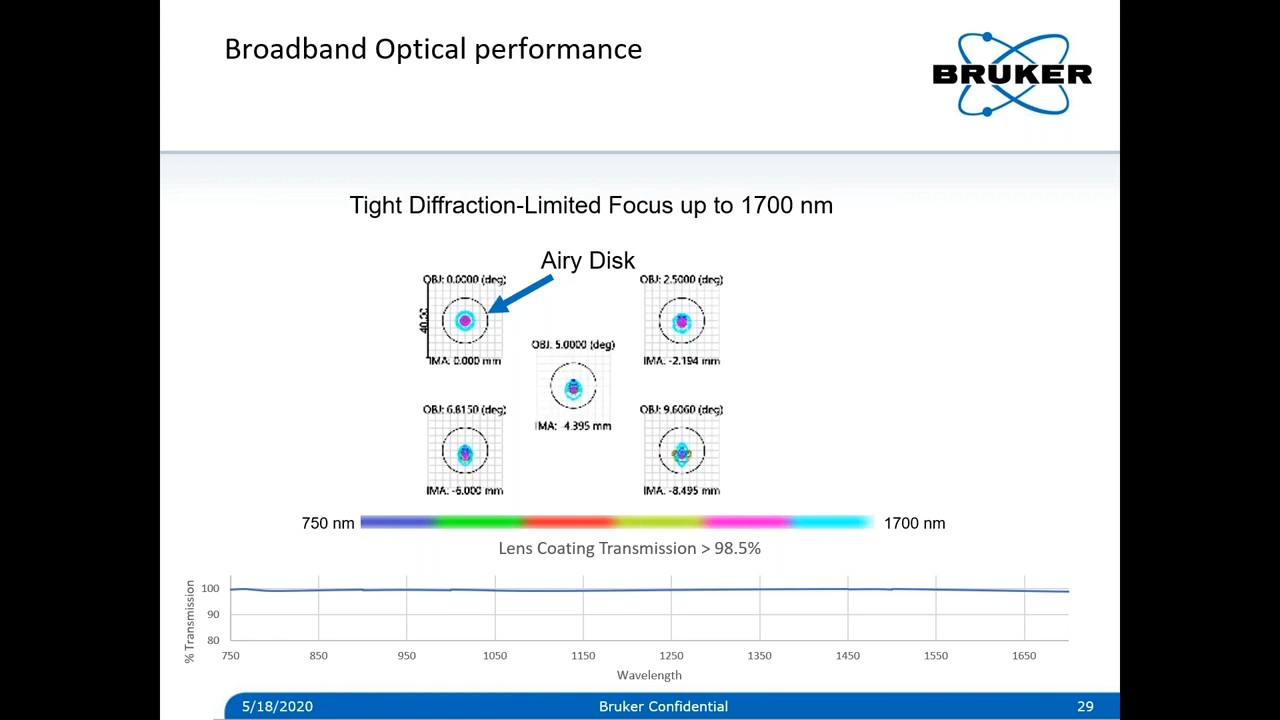 Broadband Optical performance
BRUKER
Tight Diffraction-Limited Focus up to 1700 nm
Airy Disk
OBJ: 0.0000 (deg)
OBJ: 2.5000 (deg)
IMA: 0.000 mm
IMA: -2.194 mm
OBJ: 5.0000 (deg)
IMA: -4.395 mm
OBJ: 6.6150 (deg)
OBJ: 9.6060 (deg)
IMA: -6.000 mm
IMA: -8.495 mm
750 nm
1700 nm
Lens Coating Transmission > 98.5%
% Transmission
100
90
80
750 850 950 1050 1150 1250 1350 1450 1550 1650
Wavelength
5/18/2020
Bruker Confidential
29